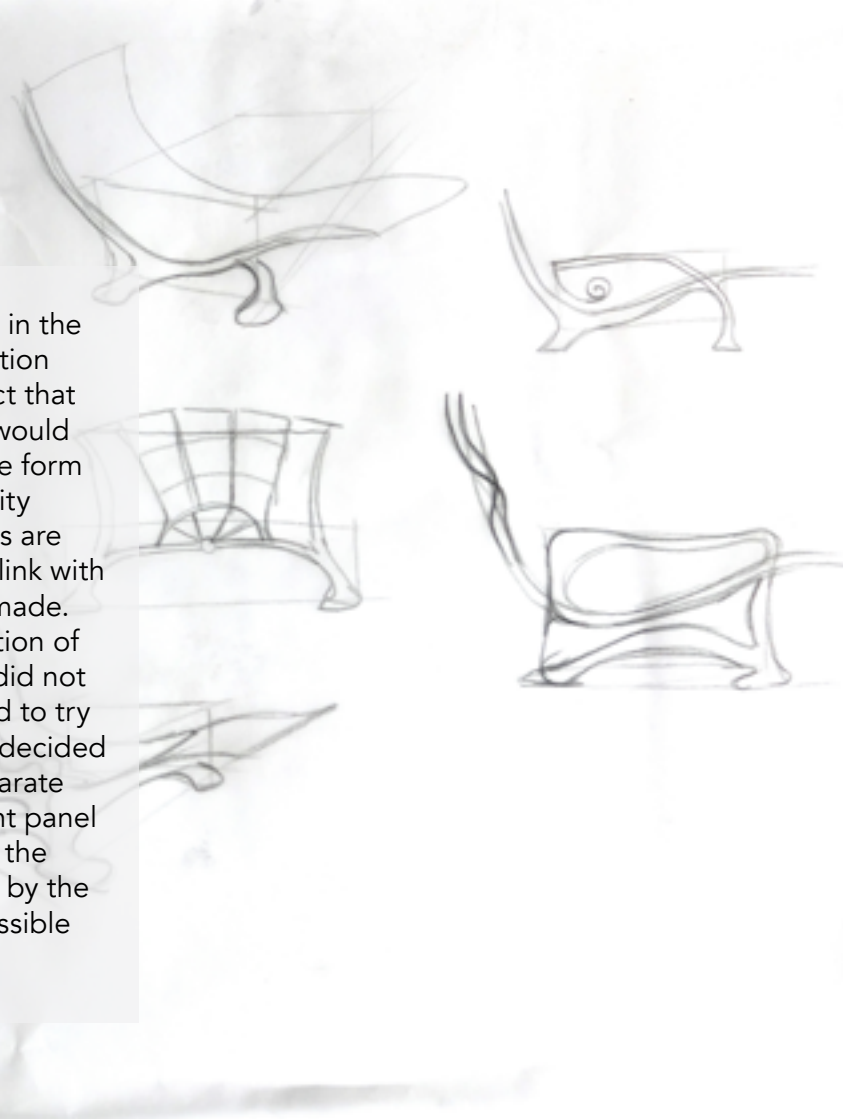 in the
tion
ct that
would
e form
ity
s are
link with
made.
tion of
did not
d to try
decided
arate
nt panel
the
by the
ssible